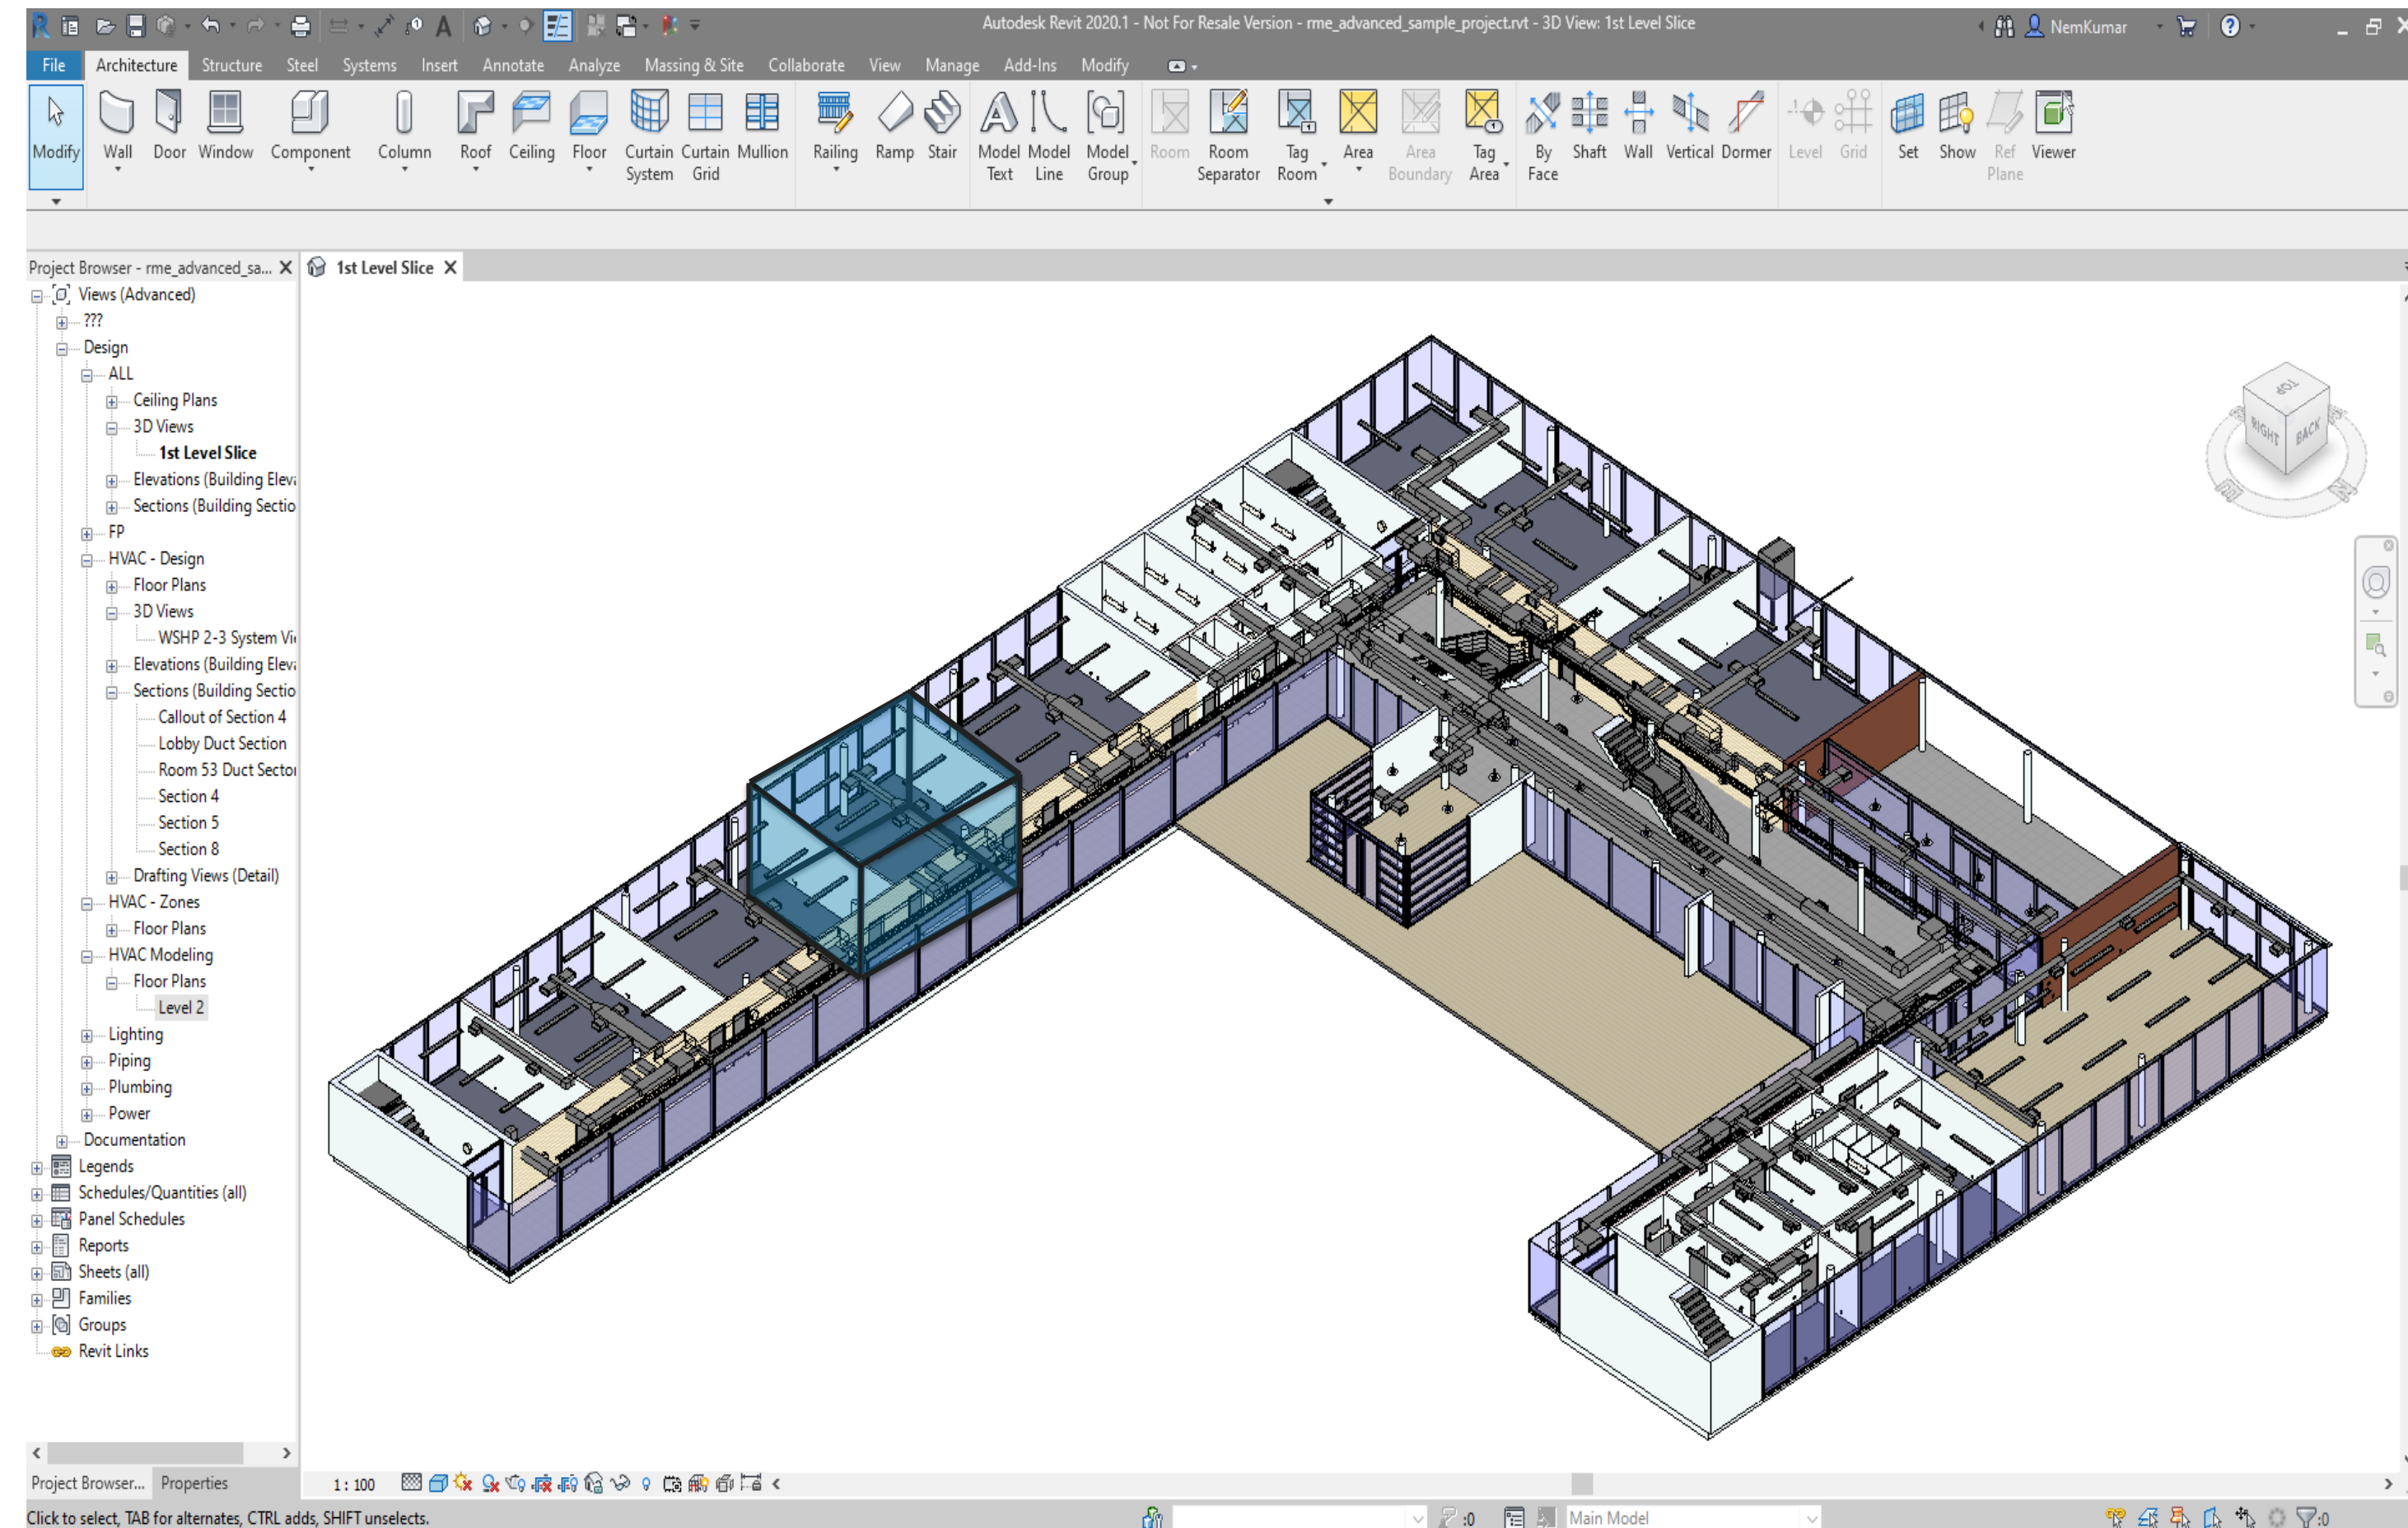 Autodesk Revit 2020.1 - Not For Resale Version - rme_advanced_sample_project.rvt - 3D View: 1st Level Slice
NemKumar
File Architecture Structure Steel Systems Insert Annotate Analyze Massing & Site Collaborate View Manage Add-Ins Modify
Modify Wall Door Window Component Column Roof Ceiling Floor Curtain System Curtain Grid Mullion Railing Ramp Stair Model Text Model Line Model Group Room Room Separator Tag Room Area Area Boundary Tag Area By Face Shaft Wall Vertical Dormer Level Grid Set Show Ref Plane Viewer
Project Browser - rme_advanced_sa...
1st Level Slice
Views (Advanced)
???
Design
ALL
Ceiling Plans
3D Views
1st Level Slice
Elevations (Building Eleva
Sections (Building Sectio
FP
HVAC - Design
Floor Plans
3D Views
WSHP 2-3 System Vi
Elevations (Building Eleva
Sections (Building Sectio
Callout of Section 4
Lobby Duct Section
Room 53 Duct Sector
Section 4
Section 5
Section 8
Drafting Views (Detail)
HVAC - Zones
Floor Plans
HVAC Modeling
Floor Plans
Level 2
Lighting
Piping
Plumbing
Power
Documentation
Legends
Schedules/Quantities (all)
Panel Schedules
Reports
Sheets (all)
Families
Groups
Revit Links
TOP
RIGHT
BACK
Project Browser... Properties
1 : 100
Click to select, TAB for alternates, CTRL adds, SHIFT unselects.
:0
Main Model
:0